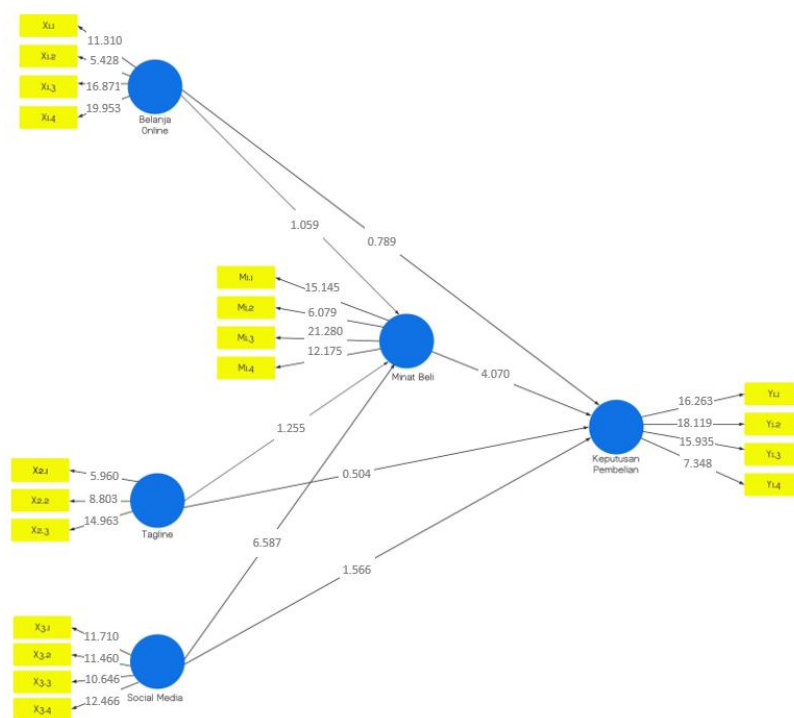 X1.1
11.310
X1.2
5.428
X1.3
16.871
X1.4
19.953
Belanja
Online
1.059
0.789
M1.1
15.145
M1.2
6.079
M1.3
21.280
M1.4
12.175
Minat Beli
4.070
Y1.1
16.263
Y1.2
18.119
Y1.3
15.935
Y1.4
7.348
Keputusan
Pembelian
1.255
0.504
X2.1
5.960
X2.2
8.803
X2.3
14.963
Tagline
6.587
1.566
X3.1
11.710
X3.2
11.460
X3.3
10.646
X3.4
12.466
Social Media